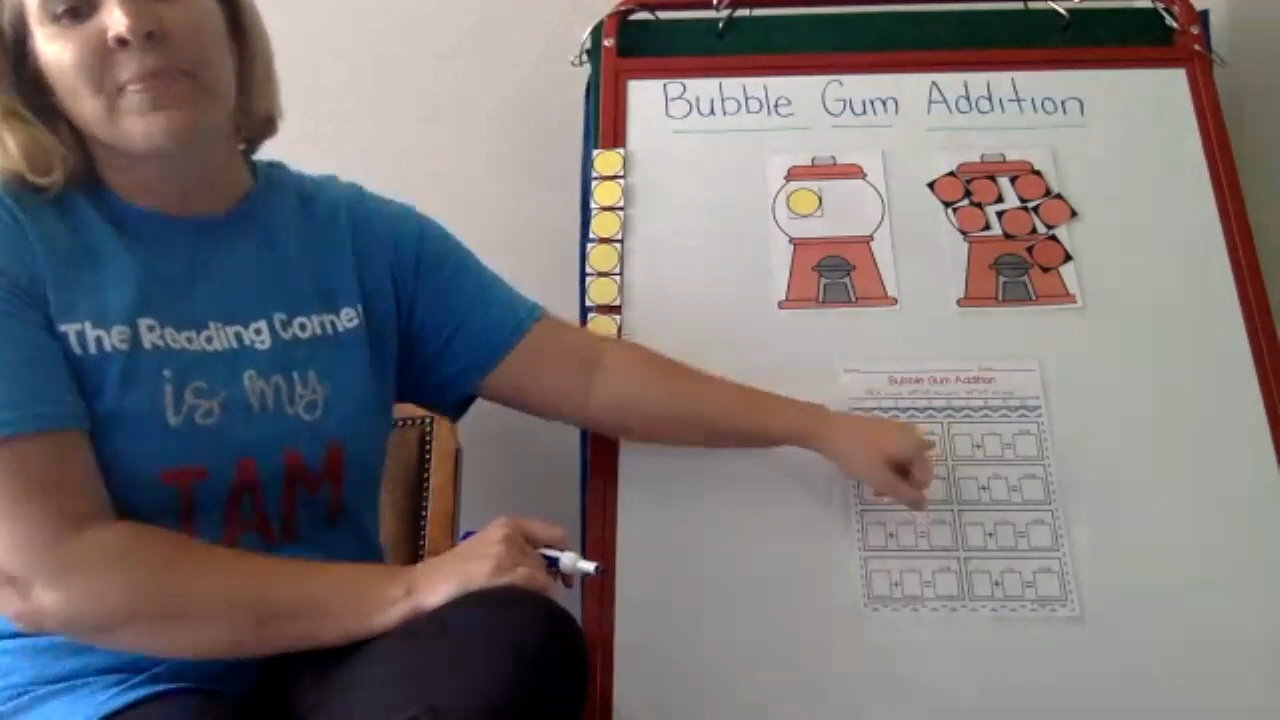 Bubble Gum Addition
The Reading Corner
is my
JAM
Bubble Gum Addition
+ =
+ =
+ = + =
+ = + =